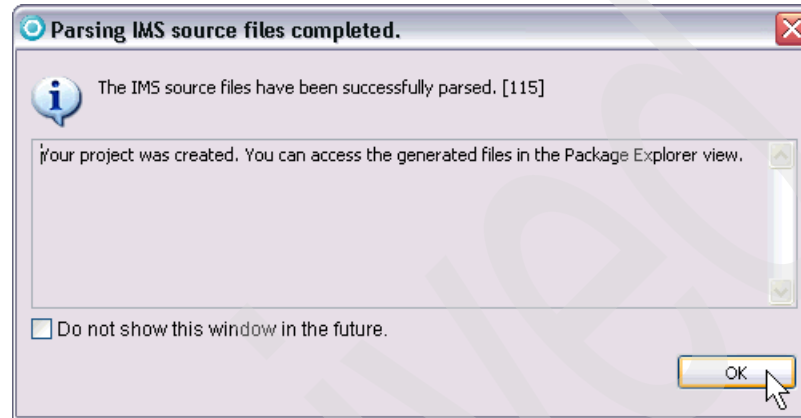 Parsing IMS source files completed.
The IMS source files have been successfully parsed. [115]
Your project was created. You can access the generated files in the Package Explorer view.
Do not show this window in the future.
OK